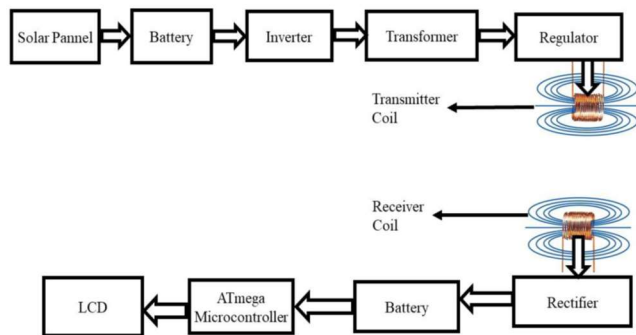 Solar Pannel
Battery
Inverter
Transformer
Regulator
Transmitter
Coil
Receiver
Coil
LCD
ATmega
Microcontroller
Battery
Rectifier